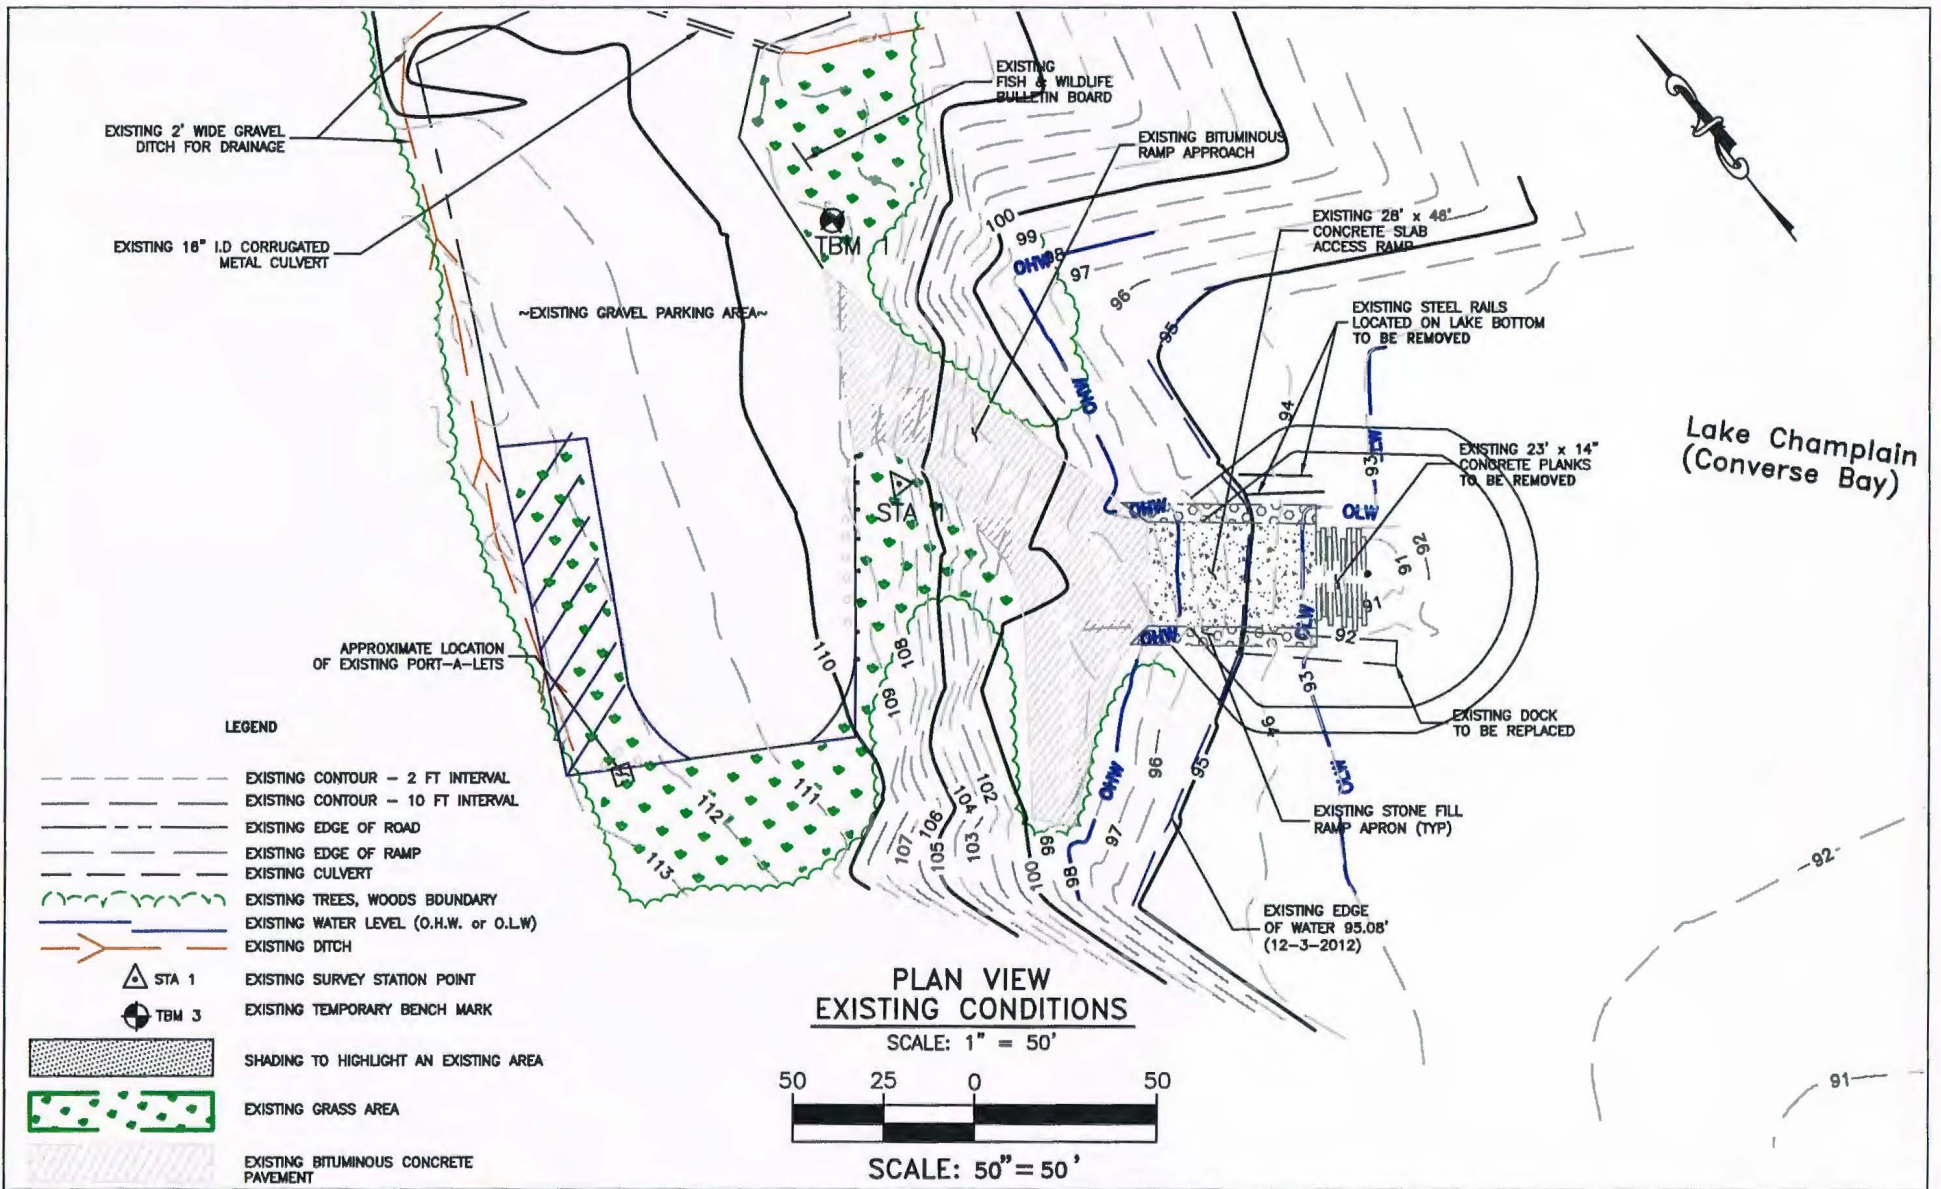 EXISTING
FISH & WILDLIFE
BULLETIN BOARD
EXISTING 2' WIDE GRAVEL
DITCH FOR DRAINAGE
EXISTING BITUMINOUS
RAMP APPROACH
EXISTING 28' x 46'
CONCRETE SLAB
ACCESS RAMP
TBM 1
100
99
98
97
96
95
OHW
EXISTING 16" I.D CORRUGATED
METAL CULVERT
~EXISTING GRAVEL PARKING AREA~
EXISTING STEEL RAILS
LOCATED ON LAKE BOTTOM
TO BE REMOVED
OHW
94
93
OLW
Lake Champlain
(Converse Bay)
EXISTING 23' x 14"
CONCRETE PLANKS
TO BE REMOVED
STA 1
OHW
OLW
92
91
91
OLW
OHW
92
93
APPROXIMATE LOCATION
OF EXISTING PORT-A-LETS
110
108
109
EXISTING DOCK
TO BE REPLACED
94
OLW
OHW
96
95
97
98
99
100
111
112
113
102
104
103
106
105
107
EXISTING STONE FILL
RAMP APRON (TYP)
92
91
EXISTING EDGE
OF WATER 95.08'
(12-3-2012)
LEGEND
EXISTING CONTOUR - 2 FT INTERVAL
EXISTING CONTOUR - 10 FT INTERVAL
EXISTING EDGE OF ROAD
EXISTING EDGE OF RAMP
EXISTING CULVERT
EXISTING TREES, WOODS BOUNDARY
EXISTING WATER LEVEL (O.H.W. or O.L.W)
EXISTING DITCH
STA 1 EXISTING SURVEY STATION POINT
TBM 3 EXISTING TEMPORARY BENCH MARK
SHADING TO HIGHLIGHT AN EXISTING AREA
EXISTING GRASS AREA
EXISTING BITUMINOUS CONCRETE
PAVEMENT
PLAN VIEW
EXISTING CONDITIONS
SCALE: 1" = 50'
50 25 0 50
SCALE: 50"=50'